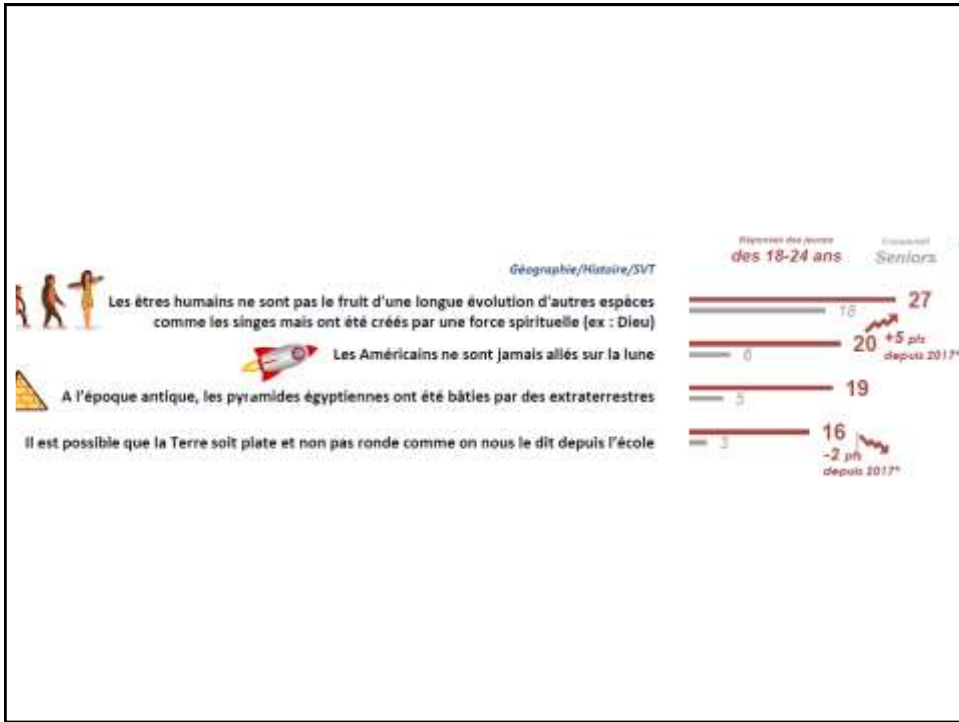 Réponses des jeunes
des 18-24 ans
Seniors
Géographie/Histoire/SVT
Les êtres humains ne sont pas le fruit d'une longue évolution d'autres espèces
comme les singes mais ont été créés par une force spirituelle (ex : Dieu)
27
18
Les Américains ne sont jamais allés sur la lune
20
+5 pts
depuis 2017*
6
A l'époque antique, les pyramides égyptiennes ont été bâties par des extraterrestres
19
5
Il est possible que la Terre soit plate et non pas ronde comme on nous le dit depuis l'école
16
3
-2 pts
depuis 2017*